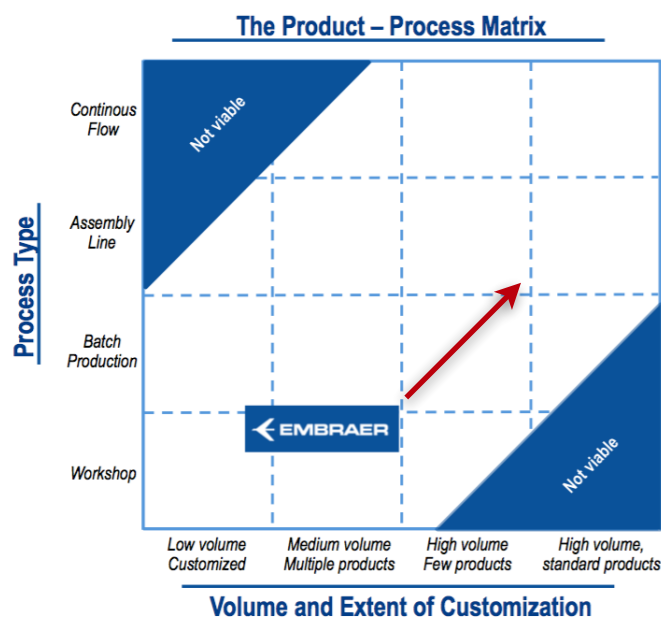 The Product – Process Matrix
Continous
Flow
Not viable
Assembly
Line
Process Type
Batch
Production
EMBRAER
Workshop
Not viable
Low volume
Customized
Medium volume
Multiple products
High volume
Few products
High volume,
standard products
Volume and Extent of Customization